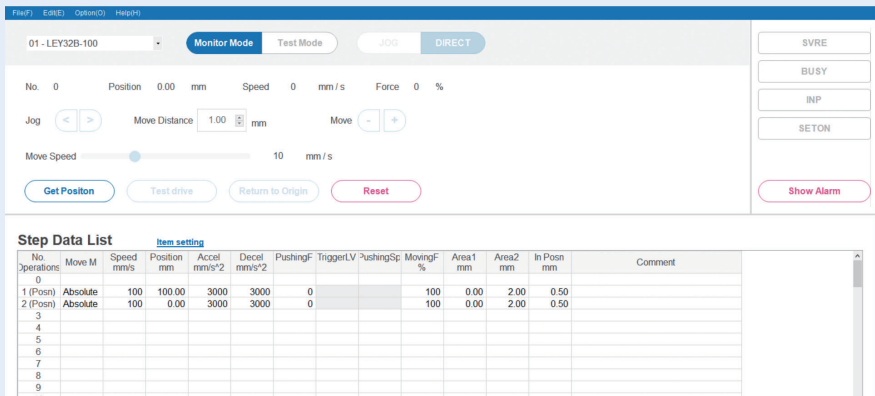 File(F) Edit(E) Option(O) Help(H)
01 - LEY32B-100 Monitor Mode Test Mode JOG DIRECT SVRE
BUSY
No. 0 Position 0.00 mm Speed 0 mm / s Force 0 %
INP
Jog < > Move Distance 1.00 mm Move - +
SETON
Move Speed 10 mm / s
Get Positon Test drive Return to Origin Reset Show Alarm
Step Data List Item setting
No. Move M Speed Position Accel Decel PushingF TriggerLV PushingSp MovingF Area1 Area2 In Posn Comment
Operations mm/s mm mm/s^2 mm/s^2 % mm mm mm
0
1 (Posn) Absolute 100 100.00 3000 3000 0 100 0.00 2.00 0.50
2 (Posn) Absolute 100 0.00 3000 3000 0 100 0.00 2.00 0.50
3
4
5
6
7
8
9